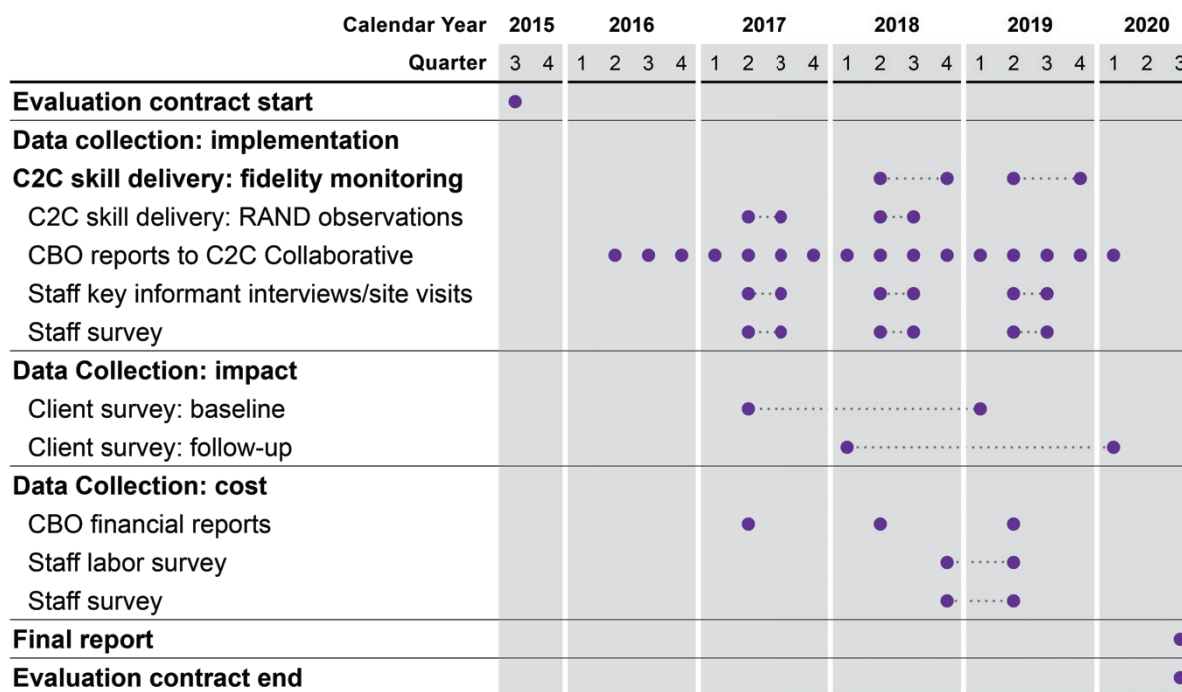 Calendar Year 2015 2016 2017 2018 2019 2020
Quarter 3 4 1 2 3 4 1 2 3 4 1 2 3 4 1 2 3 4 1 2 3
Evaluation contract start
Data collection: implementation
C2C skill delivery: fidelity monitoring
C2C skill delivery: RAND observations
CBO reports to C2C Collaborative
Staff key informant interviews/site visits
Staff survey
Data Collection: impact
Client survey: baseline
Client survey: follow-up
Data Collection: cost
CBO financial reports
Staff labor survey
Staff survey
Final report
Evaluation contract end